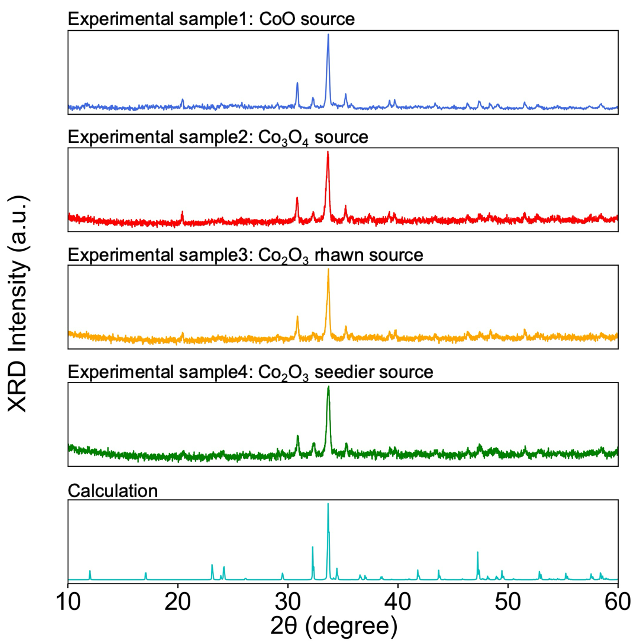 Experimental sample1: CoO source
Experimental sample2: Co₃O₄ source
Experimental sample3: Co₂O₃ rhawn source
Experimental sample4: Co₂O₃ seedier source
Calculation
XRD Intensity (a.u.)
10 20 30 40 50 60
2θ (degree)